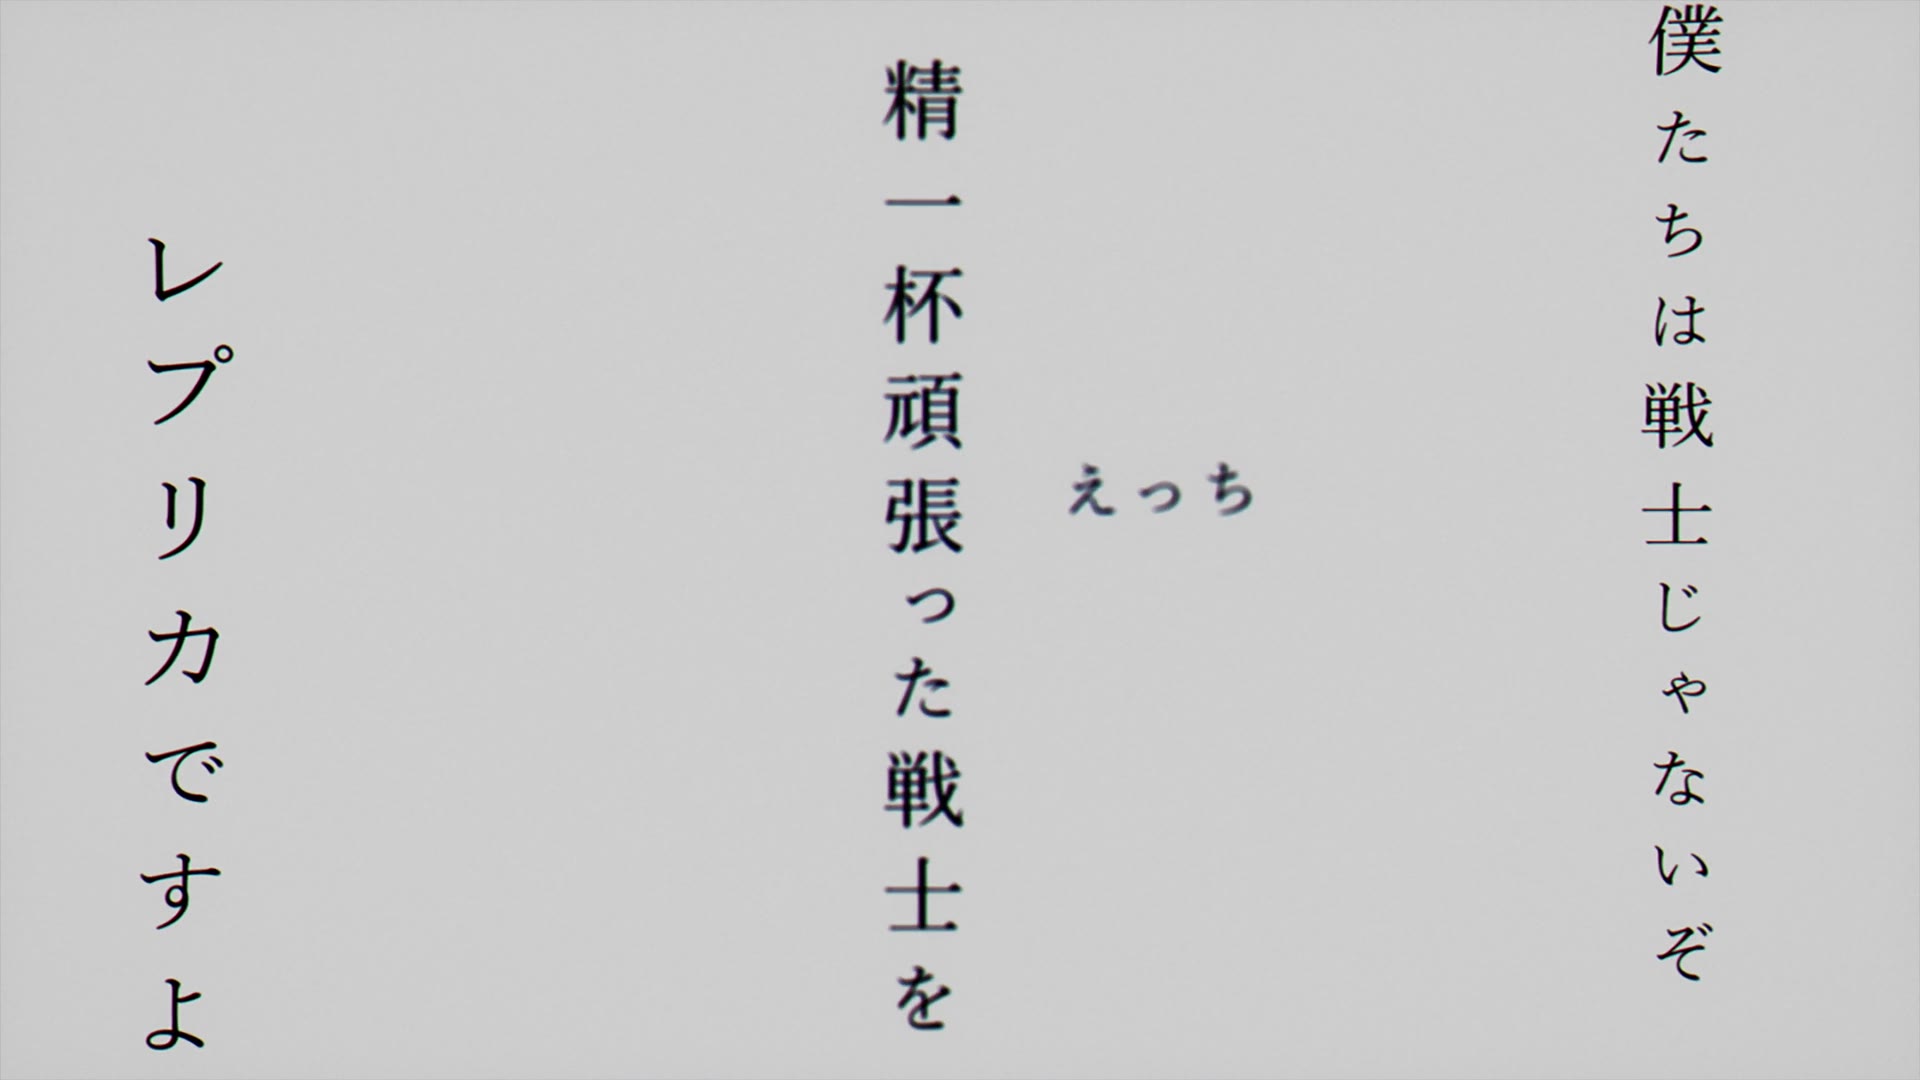 僕たちは戦士じゃないぞ
えっち
精一杯頑張った戦士を
レプリカですよ